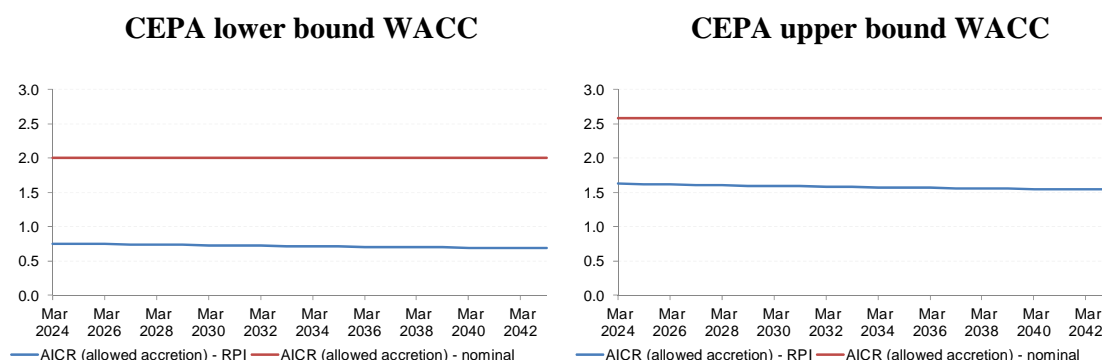 CEPA lower bound WACC
3.0
2.5
2.0
1.5
1.0
0.5
0.0
Mar Mar Mar Mar Mar Mar Mar Mar Mar Mar
2024 2026 2028 2030 2032 2034 2036 2038 2040 2042
AICR (allowed accretion) - RPI AICR (allowed accretion) - nominal
CEPA upper bound WACC
3.0
2.5
2.0
1.5
1.0
0.5
0.0
Mar Mar Mar Mar Mar Mar Mar Mar Mar Mar
2024 2026 2028 2030 2032 2034 2036 2038 2040 2042
AICR (allowed accretion) - RPI AICR (allowed accretion) - nominal